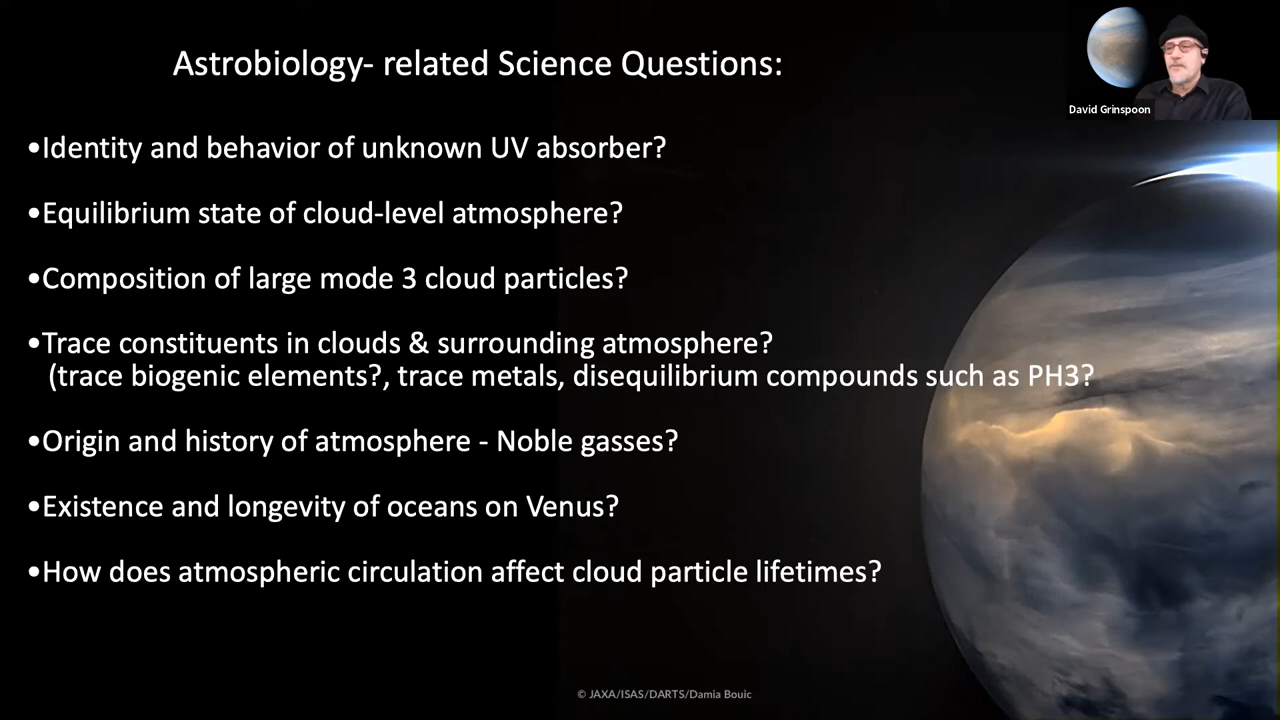 Astrobiology- related Science Questions:
David Grinspoon
•Identity and behavior of unknown UV absorber?
•Equilibrium state of cloud-level atmosphere?
•Composition of large mode 3 cloud particles?
•Trace constituents in clouds & surrounding atmosphere?
(trace biogenic elements?, trace metals, disequilibrium compounds such as PH3?
•Origin and history of atmosphere - Noble gasses?
•Existence and longevity of oceans on Venus?
•How does atmospheric circulation affect cloud particle lifetimes?
© JAXA/ISAS/DARTS/Damia Bouic